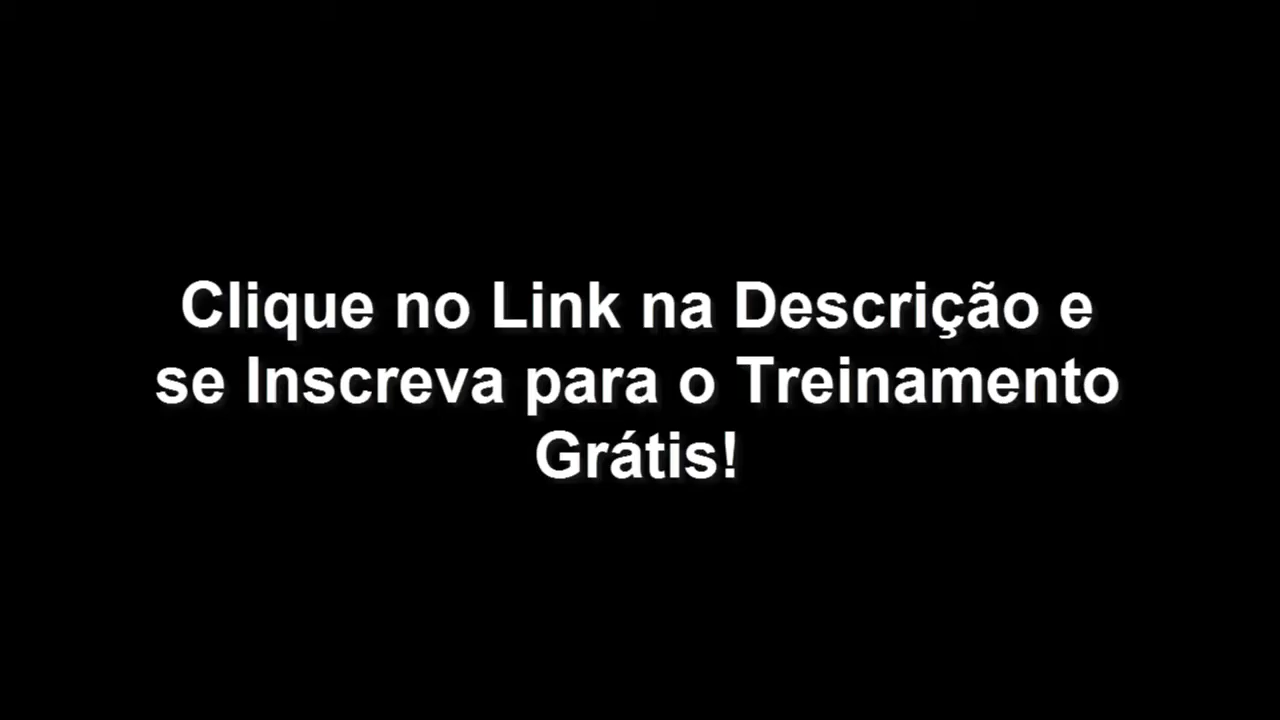 Clique no Link na Descrição e
se Inscreva para o Treinamento
Grátis!